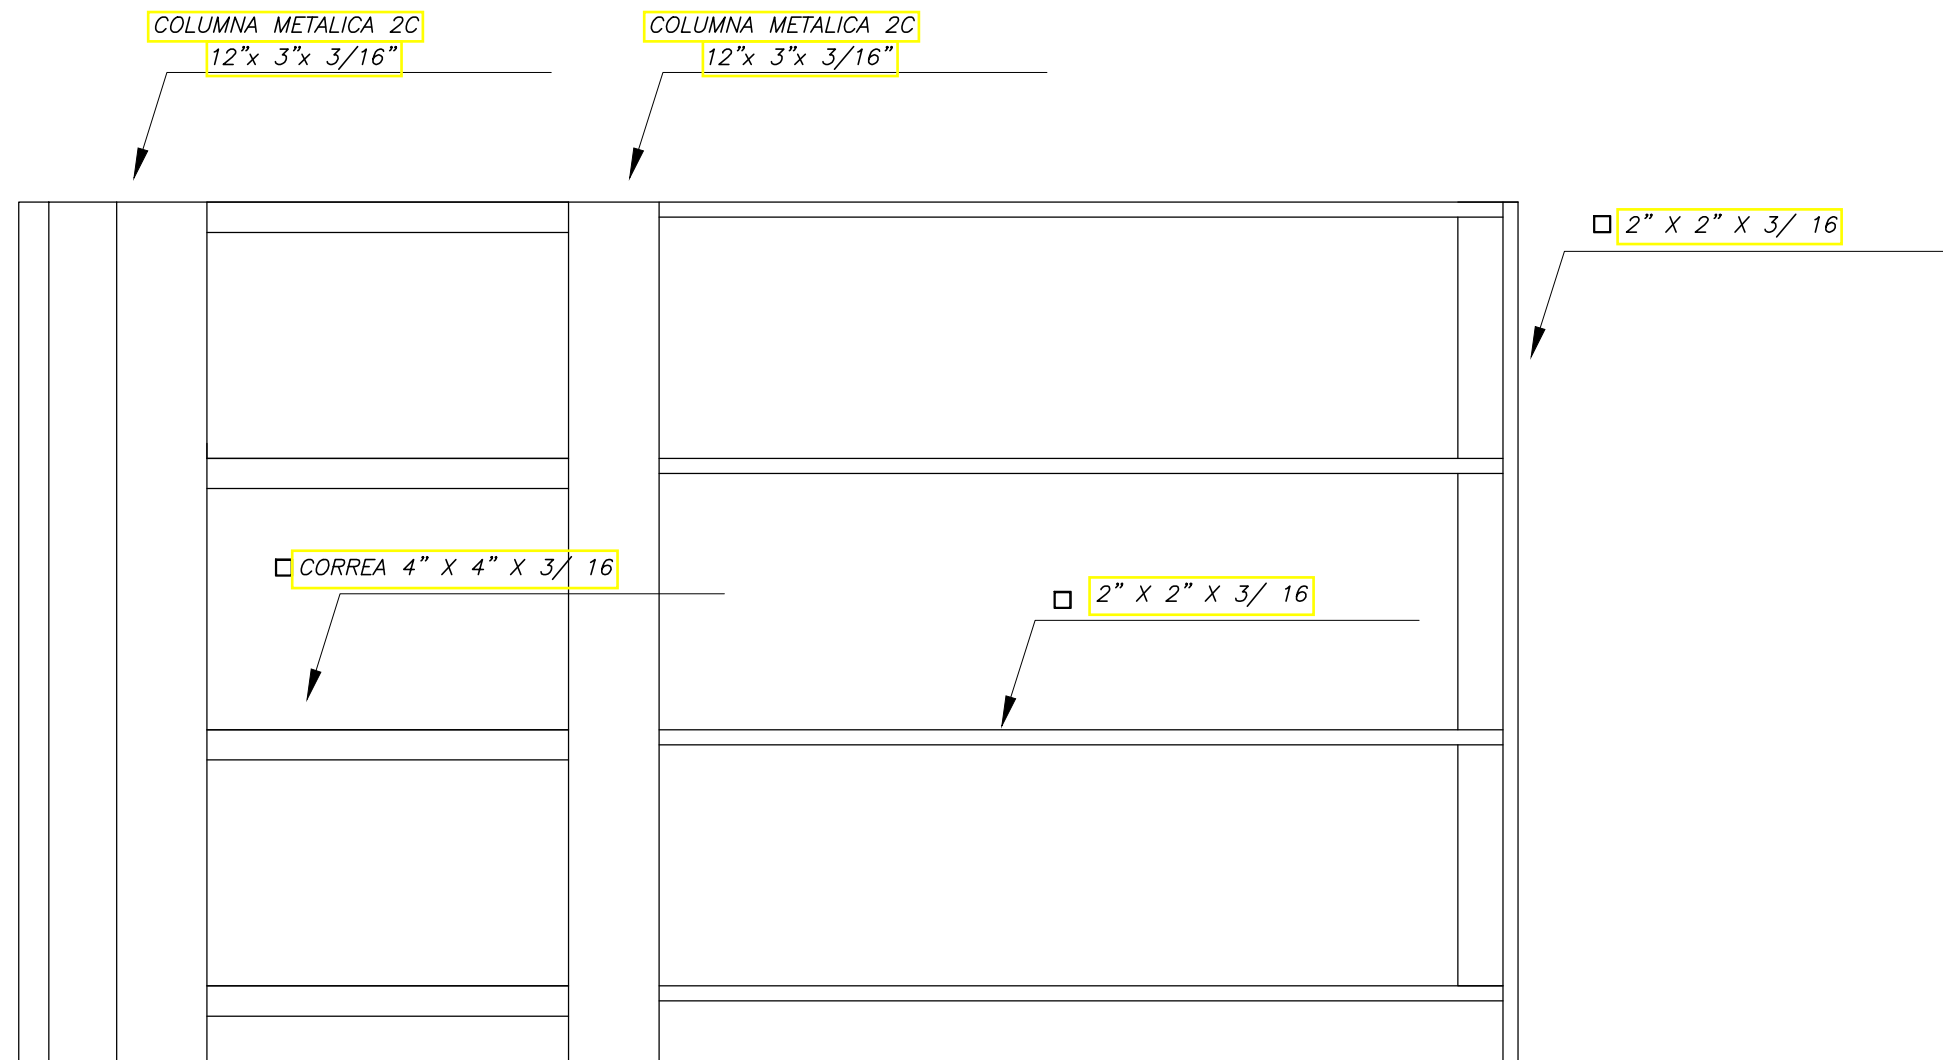 COLUMNA METALICA 2C
12”x 3”x 3/16”
COLUMNA METALICA 2C
12”x 3”x 3/16”
2” X 2” X 3/ 16
CORREA 4” X 4” X 3/ 16
2” X 2” X 3/ 16